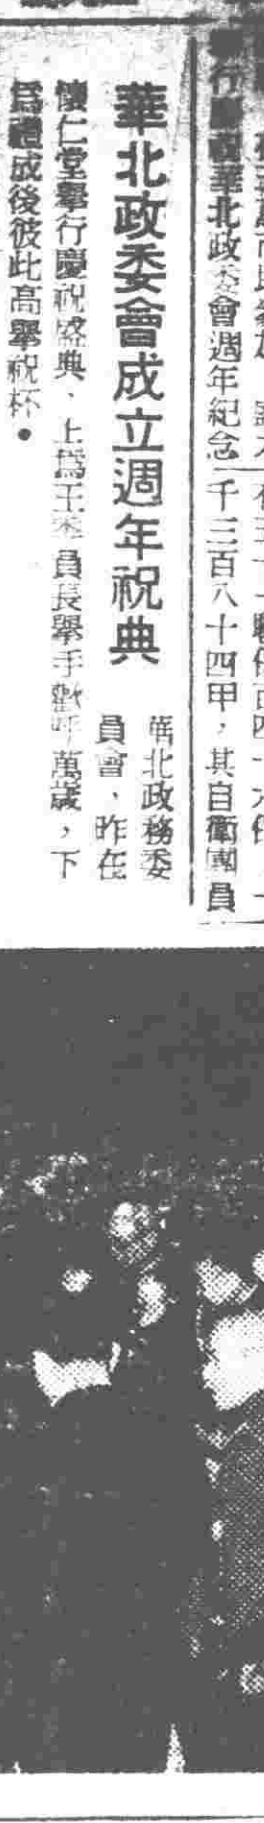 慶祝華北政委會週年紀念
千三百八十四甲，其自衛團員
華北政委會成立週年祝典
華北政務委
員會，昨在
懷仁堂舉行慶祝盛典、上爲王委員長舉手歡呼萬歲，下
爲禮成後彼此高舉祝杯●